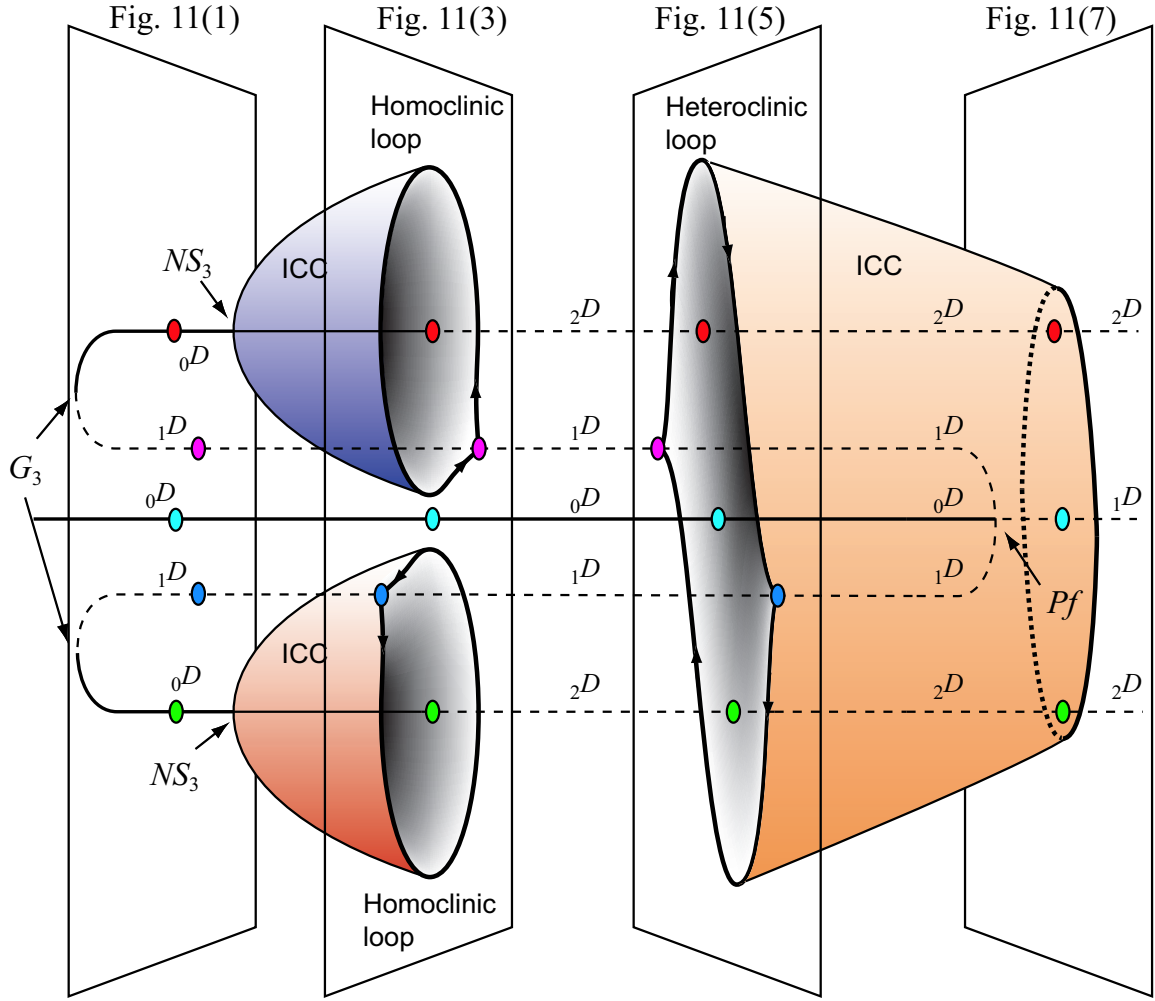 Fig. 11(1) Fig. 11(3) Fig. 11(5) Fig. 11(7)
Homoclinic
loop
Heteroclinic
loop
NS₃
ICC
ICC
₀D
₂D
₂D
₂D
₁D
₁D
₁D
G₃
₀D
₀D
₀D
₁D
₁D
₁D
₁D
Pf
ICC
₀D
₂D
₂D
₂D
NS₃
Homoclinic
loop